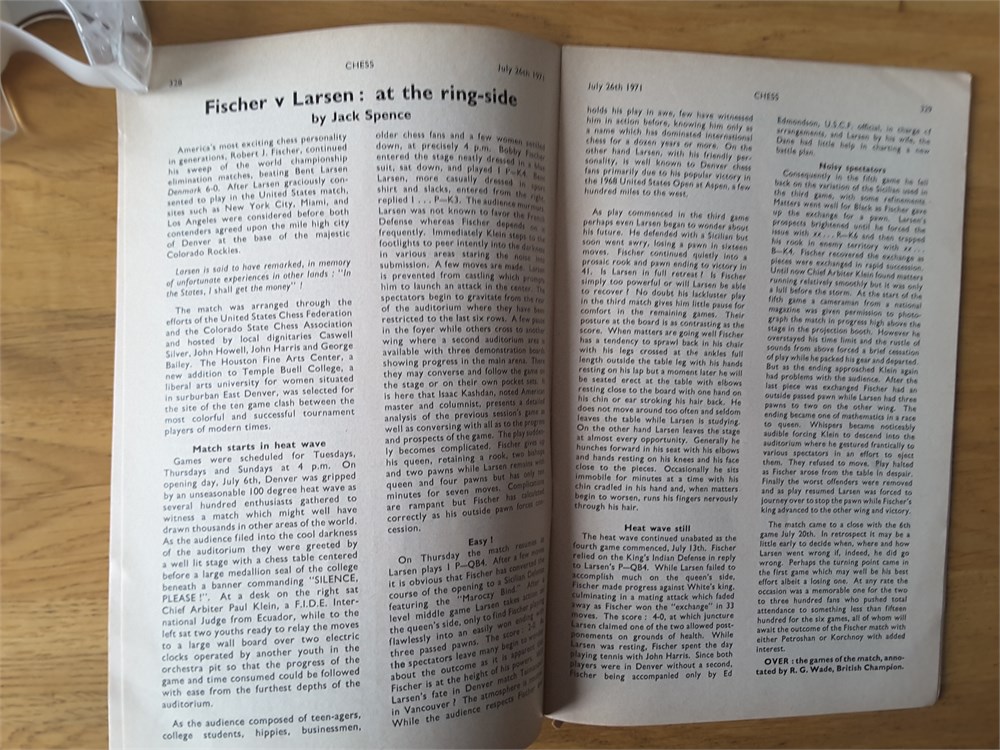 328
CHESS
July 26th 1971
Fischer v Larsen : at the ring-side
by Jack Spence
America's most exciting chess personality
in generations, Robert J. Fischer, continued
his sweep of the world championship
elimination matches, beating Bent Larsen
Denmark 6-0. After Larsen graciously con-
sented to play in the United States match,
sites such as New York City, Miami, and
Los Angeles were considered before both
contenders agreed upon the mile high city
of Denver at the base of the majestic
Colorado Rockies.
Larsen is said to have remarked, in memory
of unfortunate experiences in other lands : "In
the States, I shall get the money" !
The match was arranged through the
efforts of the United States Chess Federation
and the Colorado State Chess Association
and hosted by local dignitaries Caswell
Silver, John Howell, John Harris and George
Bailey. The Houston Fine Arts Center, a
new addition to Temple Buell College, a
liberal arts university for women situated
in surburban East Denver, was selected for
the site of the ten game clash between the
most colorful and successful tournament
players of modern times.
Match starts in heat wave
Games were scheduled for Tuesdays,
Thursdays and Sundays at 4 p.m. On
opening day, July 6th, Denver was gripped
by an unseasonable 100 degree heat wave as
several hundred enthusiasts gathered to
witness a match which might well have
drawn thousands in other areas of the world.
As the audience filed into the cool darkness
of the auditorium they were greeted by
a well lit stage with a chess table centered
before a large medallion seal of the college
beneath a banner commanding "SILENCE,
PLEASE !". At a desk on the right sat
Chief Arbiter Paul Klein, a F.I.D.E. Inter-
national Judge from Ecuador, while to the
left sat two youths ready to relay the moves
to a large wall board over two electric
clocks operated by another youth in the
orchestra pit so that the progress of the
game and time consumed could be followed
with ease from the furthest depths of the
auditorium.
As the audience composed of teen-agers,
college students, hippies, businessmen,
older chess fans and a few women settled
down, at precisely 4 p.m. Bobby Fischer
entered the stage neatly dressed in a
suit, sat down, and played 1 P—K4. Bent
Larsen, more casually dressed in sport
shirt and slacks, entered from the right,
replied 1 . . . P—K3. The audience murmurs
Larsen was not known to favor the French
Defense whereas Fischer depends on it
frequently. Immediately Klein steps to the
footlights to peer intently into the darkness
in various areas staring the noise into
submission. A few moves are made. Larsen
is prevented from castling which prompts
him to launch an attack in the center. The
spectators begin to gravitate from the rear
of the auditorium where they have been
restricted to the last six rows. A few pause
in the foyer while others cross to another
wing where a second auditorium area is
available with three demonstration boards
showing progress in the main arena. There
they may converse and follow the game on
the stage or on their own pocket sets. It
is here that Isaac Kashdan, noted American
master and columnist, presents a detailed
analysis of the previous session's game as
well as conversing with all as to the progress
and prospects of the game. The play sudden-
ly becomes complicated. Fischer gives up
his queen, retaining a rook, two bishops
and two pawns while Larsen remains with
queen and four pawns but has only
minutes for seven moves. Complications
are rampant but Fischer has calculated
correctly as his outside pawn forces con-
cession.
Easy !
On Thursday the match resumes as
Larsen plays 1 P—QB4. After a few moves
it is obvious that Fischer has converted the
course of the opening to a Sicilian Defense
featuring the "Maroczy Bind." After a
level middle game Larsen takes action on
the queen's side, only to find Fischer playing
flawlessly into an easily won ending with
three passed pawns. The score : 2-0.
the spectators leave many begin to wonder
about the outcome as it is apparent
Fischer is at the height of his powers.
Larsen's fate in Denver match Taimanov's
in Vancouver ? The atmosphere is
While the audience respects Fischer and
July 26th 1971
CHESS
329
holds his play in awe, few have witnessed
him in action before, knowing him only as
a name which has dominated international
chess for a dozen years or more. On the
other hand Larsen, with his friendly per-
sonality, is well known to Denver chess
fans primarily due to his popular victory in
the 1968 United States Open at Aspen, a few
hundred miles to the west.
As play commenced in the third game
perhaps even Larsen began to wonder about
his future. He defended with a Sicilian but
soon went awry, losing a pawn in sixteen
moves. Fischer continued quietly into a
prosaic rook and pawn ending to victory in
41. Is Larsen in full retreat ? Is Fischer
simply too powerful or will Larsen be able
to recover ? No doubt his lackluster play
in the third match gives him little pause for
comfort in the remaining games. Their
posture at the board is as contrasting as the
score. When matters are going well Fischer
has a tendency to sprawl back in his chair
with his legs crossed at the ankles full
length outside the table leg with his hands
resting on his lap but a moment later he will
be seated erect at the table with elbows
resting close to the board with one hand on
his chin or ear stroking his hair back. He
does not move around too often and seldom
leaves the table while Larsen is studying.
On the other hand Larsen leaves the stage
at almost every opportunity. Generally he
hunches forward in his seat with his elbows
and hands resting on his knees and his face
close to the pieces. Occasionally he sits
immobile for minutes at a time with his
chin cradled in his hand and, when matters
begin to worsen, runs his fingers nervously
through his hair.
Heat wave still
The heat wave continued unabated as the
fourth game commenced, July 13th. Fischer
relied on the King's Indian Defense in reply
to Larsen's P—QB4. While Larsen failed to
accomplish much on the queen's side,
Fischer made progress against White's king,
culminating in a mating attack which faded
away as Fischer won the "exchange" in 33
moves. The score : 4-0, at which juncture
Larsen claimed one of the two allowed post-
ponements on grounds of health. While
Larsen was resting, Fischer spent the day
playing tennis with John Harris. Since both
players were in Denver without a second,
Fischer being accompanied only by Ed
Edmondson, U.S.C.F. official, in charge of
arrangements, and Larsen by his wife, the
Dane had little help in charting a new
battle plan.
Noisy spectators
Consequently in the fifth game he fell
back on the variation of the Sicilian used in
the third game, with some refinements.
Matters went well for Black as Fischer gave
up the exchange for a pawn. Larsen's
prospects brightened until he forced the
issue with xx . . . R—K6 and then trapped
his rook in enemy territory with xx . . .
B—K4. Fischer recovered the exchange as
pieces were exchanged in rapid succession.
Until now Chief Arbiter Klein found matters
running relatively smoothly but it was only
a lull before the storm. At the start of the
fifth game a cameraman from a national
magazine was given permission to photo-
graph the match in progress high above the
stage in the projection booth. However he
overstayed his time limit and the rustle of
sounds from above forced a brief cessation
of play while he packed his gear and departed.
But as the ending approached Klein again
had problems with the audience. After the
last piece was exchanged Fischer had an
outside passed pawn while Larsen had three
pawns to two on the other wing. The
ending became one of mathematics in a rate
to queen. Whispers became noticeably
audible forcing Klein to descend into the
auditorium where he gestured frantically to
various spectators in an effort to eject
them. They refused to move. Play halted
as Fischer arose from the table in despair.
Finally the worst offenders were removed
and as play resumed Larsen was forced to
journey over to stop the pawn while Fischer's
king advanced to the other wing and victory.
The match came to a close with the 6th
game July 20th. In retrospect it may be a
little early to decide when, where and how
Larsen went wrong if, indeed, he did go
wrong. Perhaps the turning point came in
the first game which may well be his best
effort albeit a losing one. At any rate the
occasion was a memorable one for the two
to three hundred fans who pushed total
attendance to something less than fifteen
hundred for the six games, all of whom will
await the outcome of the Fischer match with
either Petrosian or Korchnoy with added
interest.
OVER : the games of the match, anno-
tated by R. G. Wade, British Champion.